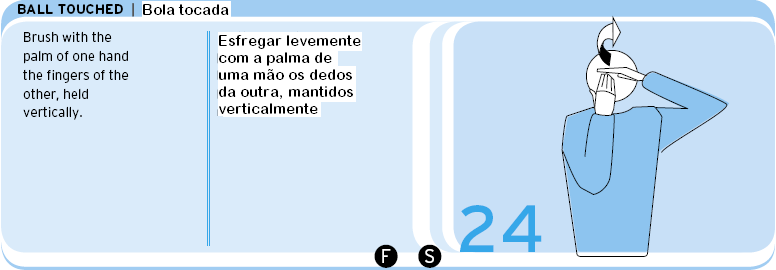 BALL TOUCHED | Bola tocada
Brush with the
palm of one hand
the fingers of the
other, held
vertically.
Esfregar levemente
com a palma de
uma mão os dedos
da outra, mantidos
verticalmente
24
F S